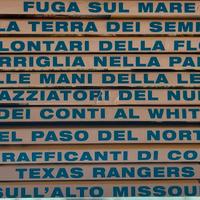 FUGA SUL MARE
LA TERRA DEI SEMI
LONTARI DELLA FLO
RRIGLIA NELLA PA
LLE MANI DELLA LE
AZZIATORI DEL NU
DEI CONTI AL WHIT
EL PASO DEL NORT
RAFFICANTI DI CO
TEXAS RANGERS
SULL'ALTO MISSOU